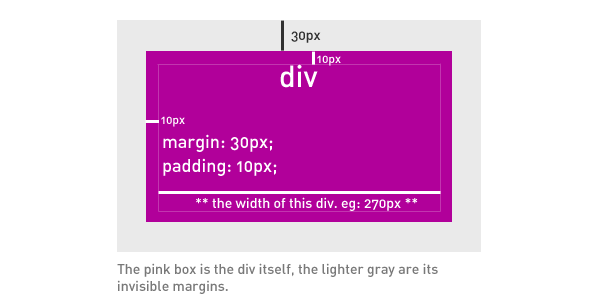 30px
10px
div
10px
margin: 30px;
padding: 10px;
** the width of this div. eg: 270px **
The pink box is the div itself, the lighter gray are its
invisible margins.